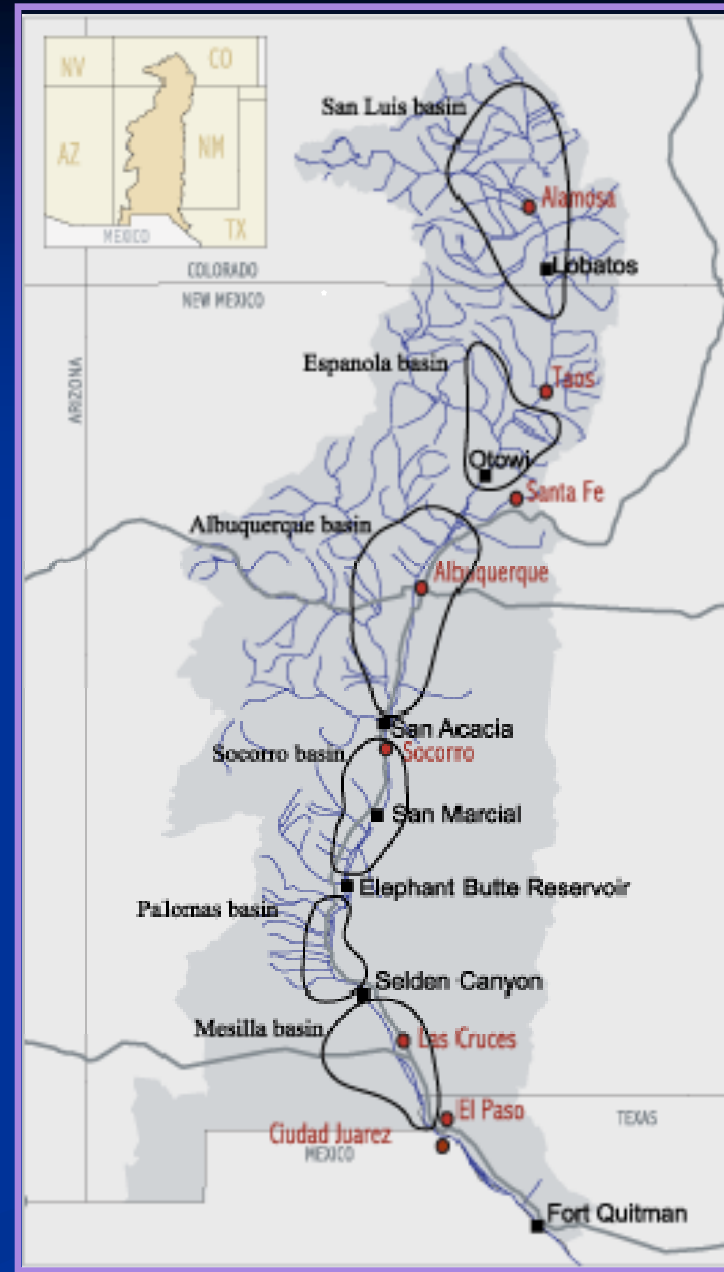 NV
CO
AZ
NM
MEXICO
TX
San Luis basin
Alamosa
Lobatos
COLORADO
NEW MEXICO
ARIZONA
Espanola basin
Taos
Otowi
Santa Fe
Albuquerque basin
Albuquerque
San Acacia
Socorro basin
Socorro
San Marcial
Elephant Butte Reservoir
Palomas basin
Selden Canyon
Mesilla basin
Las Cruces
El Paso
TEXAS
Ciudad Juarez
MEXICO
Fort Quitman